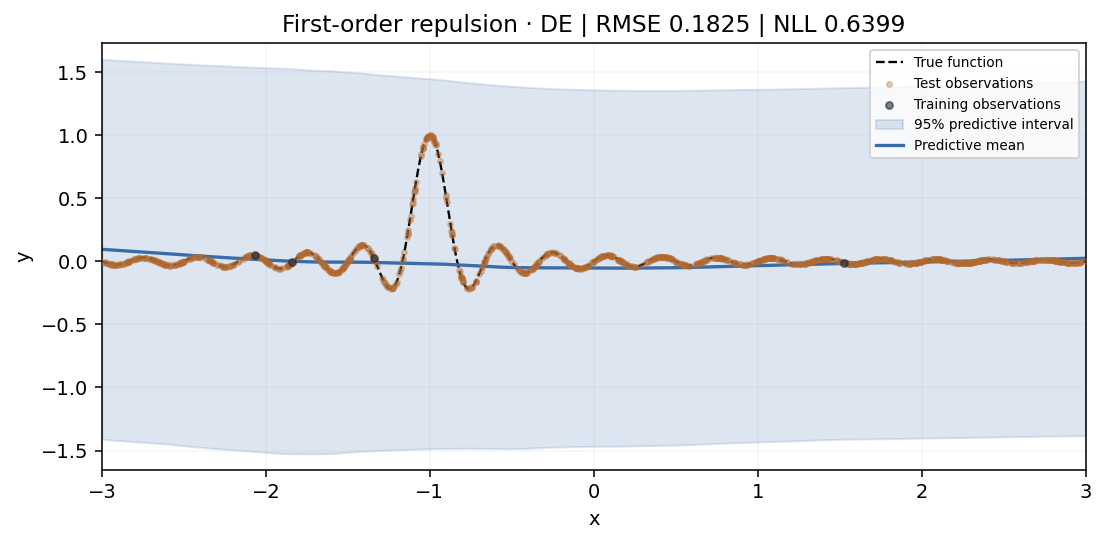 First-order repulsion · DE | RMSE 0.1825 | NLL 0.6399
True function
Test observations
Training observations
95% predictive interval
Predictive mean
y
1.5
1.0
0.5
0.0
−0.5
−1.0
−1.5
−3
−2
−1
0
1
2
3
x